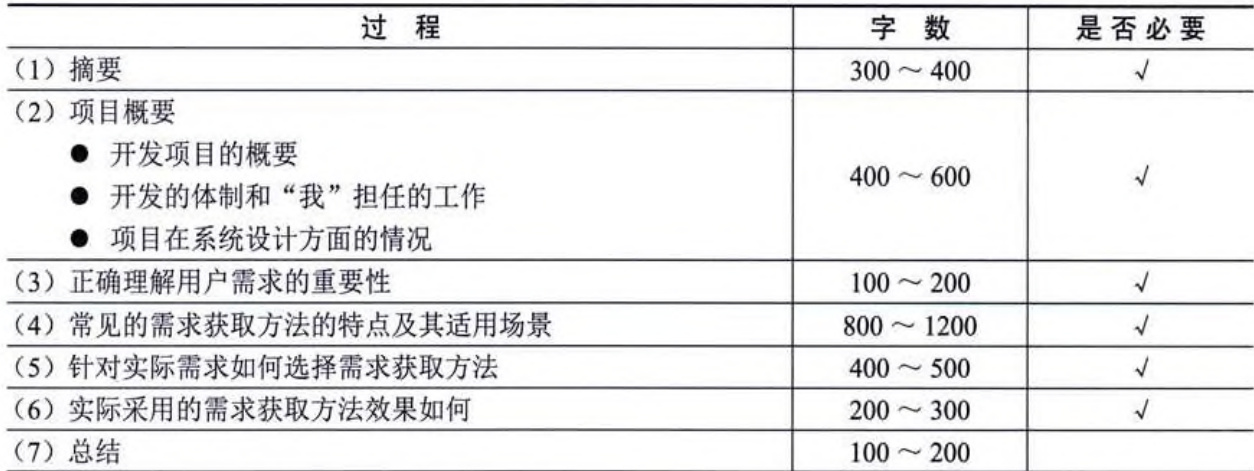 过 程 字 数 是 否 必 要
（1）摘要 300～400 √
（2）项目概要
● 开发项目的概要
● 开发的体制和“我”担任的工作 400～600 √
● 项目在系统设计方面的情况
（3）正确理解用户需求的重要性 100～200 √
（4）常见的需求获取方法的特点及其适用场景 800～1200 √
（5）针对实际需求如何选择需求获取方法 400～500 √
（6）实际采用的需求获取方法效果如何 200～300 √
（7）总结 100～200